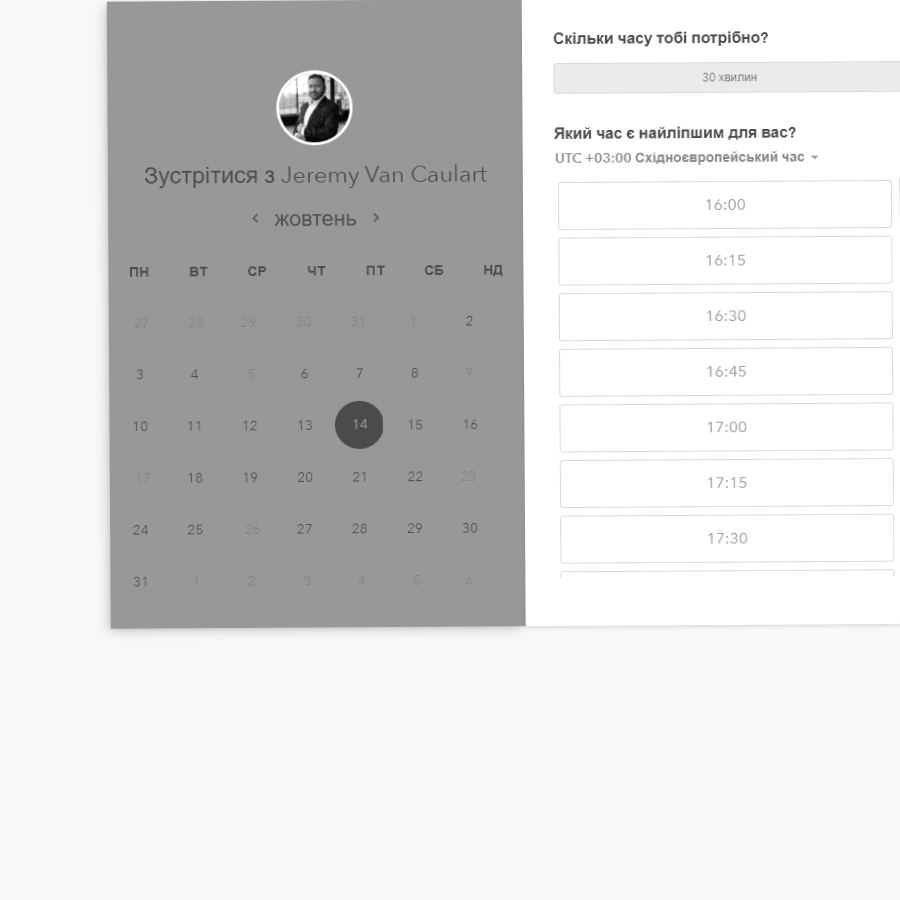 Зустрітися з Jeremy Van Caulart
жовтень
ПН ВТ СР ЧТ ПТ СБ НД
27 28 29 30 31 1 2
3 4 5 6 7 8 9
10 11 12 13 14 15 16
17 18 19 20 21 22 23
24 25 26 27 28 29 30
31 1 2 3 4 5 6
Скільки часу тобі потрібно?
30 хвилин
Який час є найліпшим для вас?
UTC +03:00 Східноєвропейський час
16:00
16:15
16:30
16:45
17:00
17:15
17:30